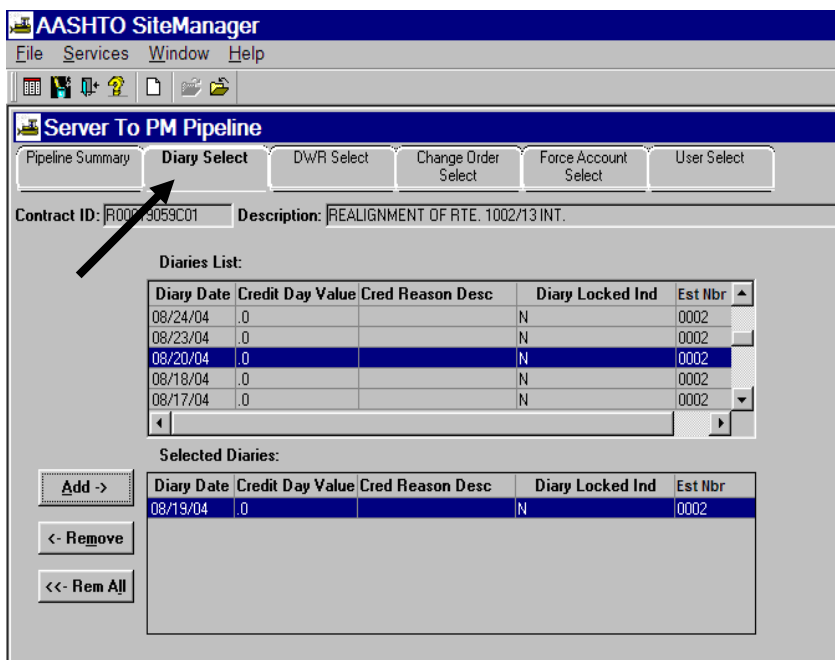 AASHTO SiteManager
File Services Window Help
Server To PM Pipeline
Pipeline Summary Diary Select DWR Select Change Order Select Force Account Select User Select
Contract ID: Description: REALIGNMENT OF RTE. 1002/13 INT.
Diaries List:
Diary Date Credit Day Value Cred Reason Desc Diary Locked Ind Est Nbr
08/24/04 .0 N 0002
08/23/04 .0 N 0002
08/20/04 .0 N 0002
08/18/04 .0 N 0002
08/17/04 .0 N 0002
Selected Diaries:
Add ->
Diary Date Credit Day Value Cred Reason Desc Diary Locked Ind Est Nbr
08/19/04 .0 N 0002
<- Remove
<<- Rem All